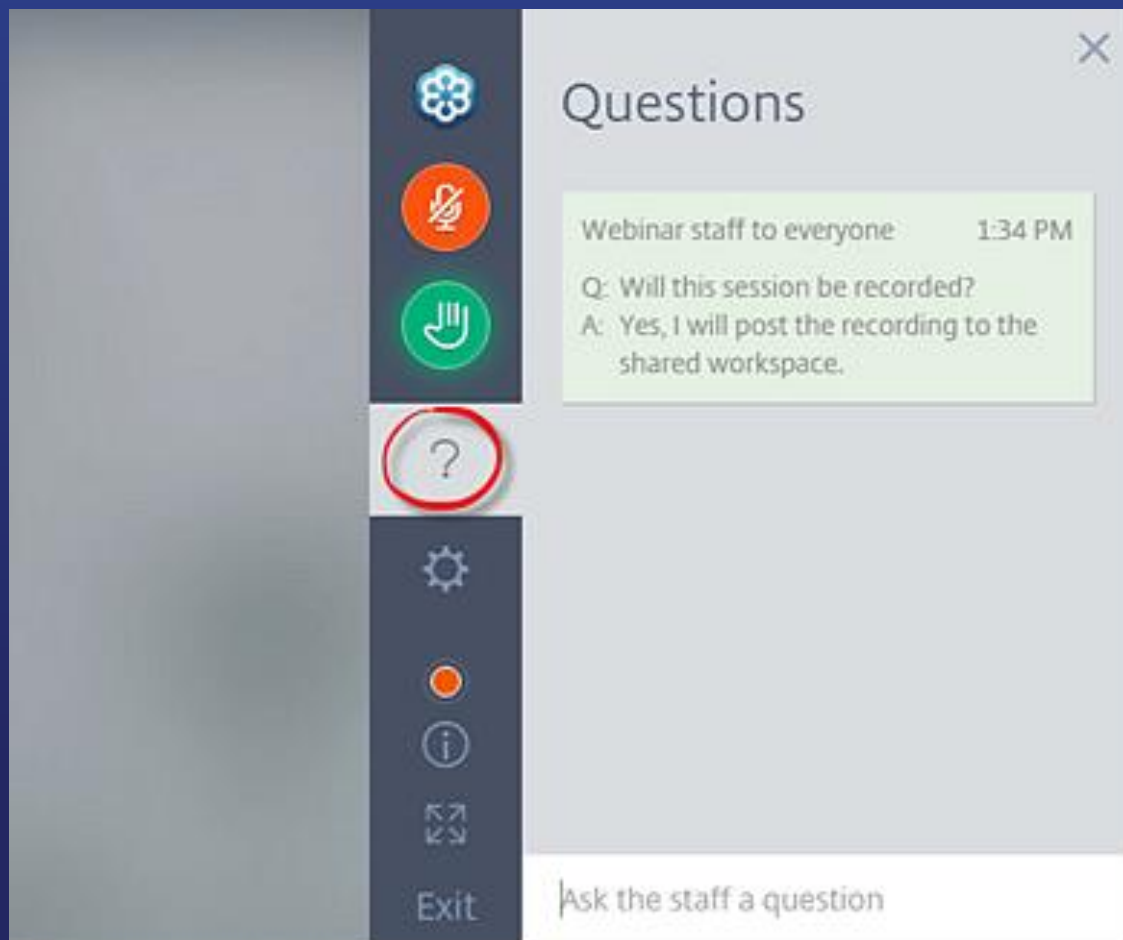 Questions
Webinar staff to everyone 1:34 PM
Q: Will this session be recorded?
A: Yes, I will post the recording to the
shared workspace.
?
Exit
Ask the staff a question